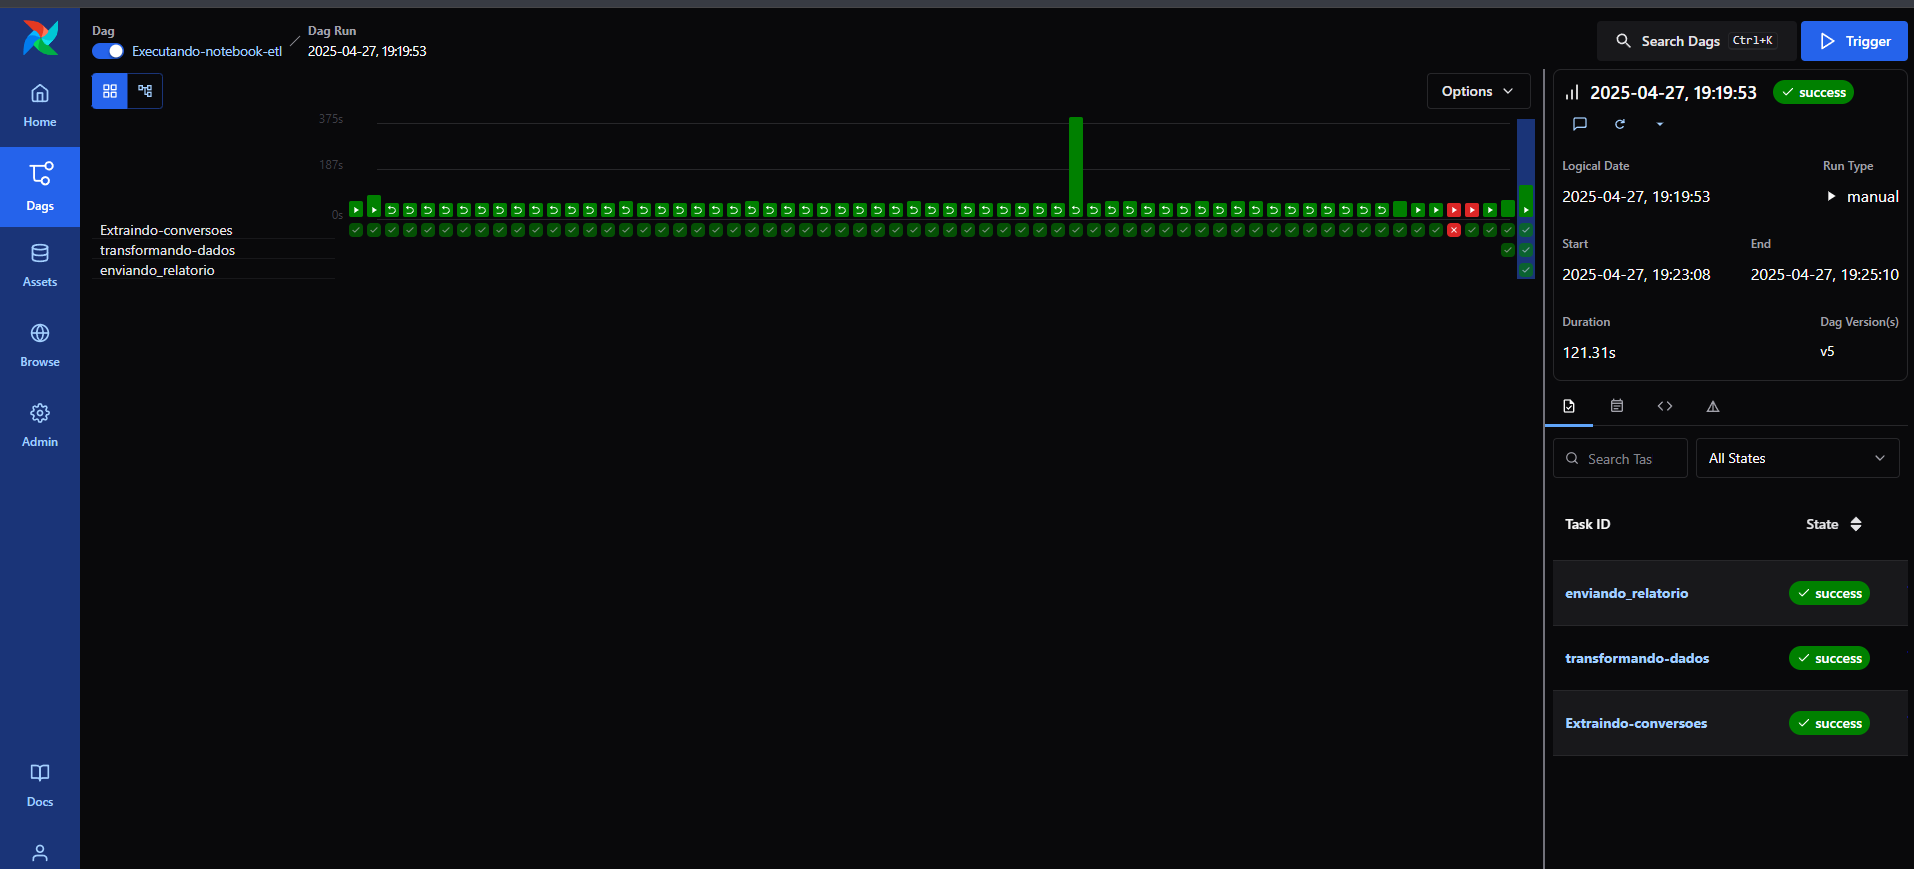 Dag
Executando-notebook-etl
Dag Run
2025-04-27, 19:19:53
Search Dags Ctrl+K
Trigger
Home
Dags
Assets
Browse
Admin
Docs
Options
375s
187s
0s
Extraindo-conversoes
transformando-dados
enviando_relatorio
2025-04-27, 19:19:53 success
Logical Date Run Type
2025-04-27, 19:19:53 manual
Start End
2025-04-27, 19:23:08 2025-04-27, 19:25:10
Duration Dag Version(s)
121.31s v5
Search Tas All States
Task ID State
enviando_relatorio success
transformando-dados success
Extraindo-conversoes success